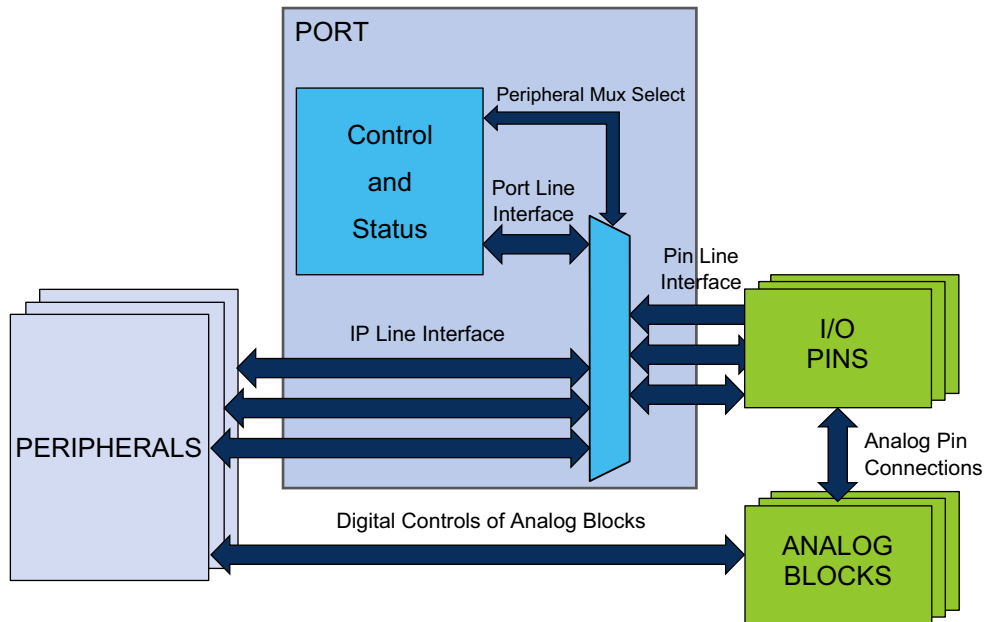 PORT
Peripheral Mux Select
Control
and
Status
Port Line
Interface
Pin Line
Interface
I/O
PINS
IP Line Interface
PERIPHERALS
Analog Pin
Connections
Digital Controls of Analog Blocks
ANALOG
BLOCKS